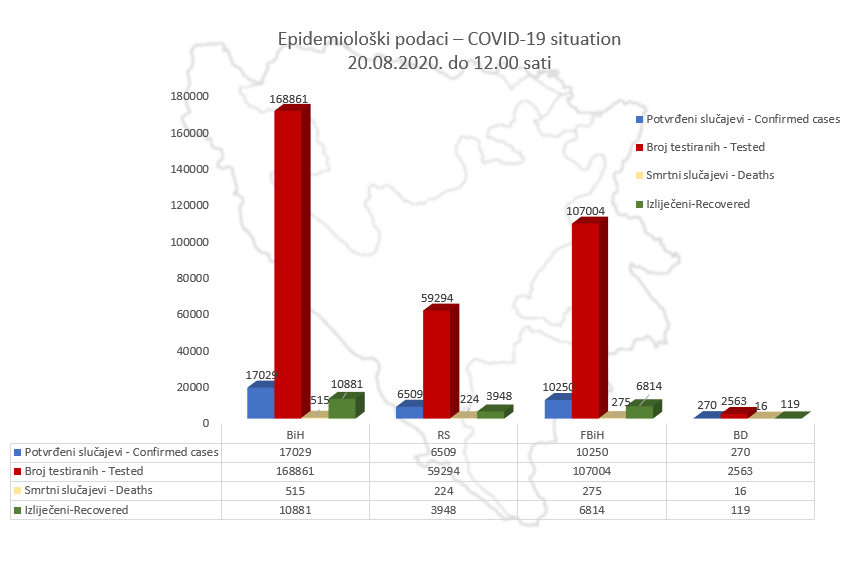 Epidemiološki podaci – COVID-19 situation
20.08.2020. do 12.00 sati
180000
160000
140000
120000
100000
80000
60000
40000
20000
0
168861
17029
515
10881
59294
6509
224
3948
107004
10250
275
6814
270
2563
16
119
Potvrđeni slučajevi - Confirmed cases
Broj testiranih - Tested
Smrtni slučajevi - Deaths
Izliječeni-Recovered
BiH RS FBiH BD
Potvrđeni slučajevi - Confirmed cases 17029 6509 10250 270
Broj testiranih - Tested 168861 59294 107004 2563
Smrtni slučajevi - Deaths 515 224 275 16
Izliječeni-Recovered 10881 3948 6814 119